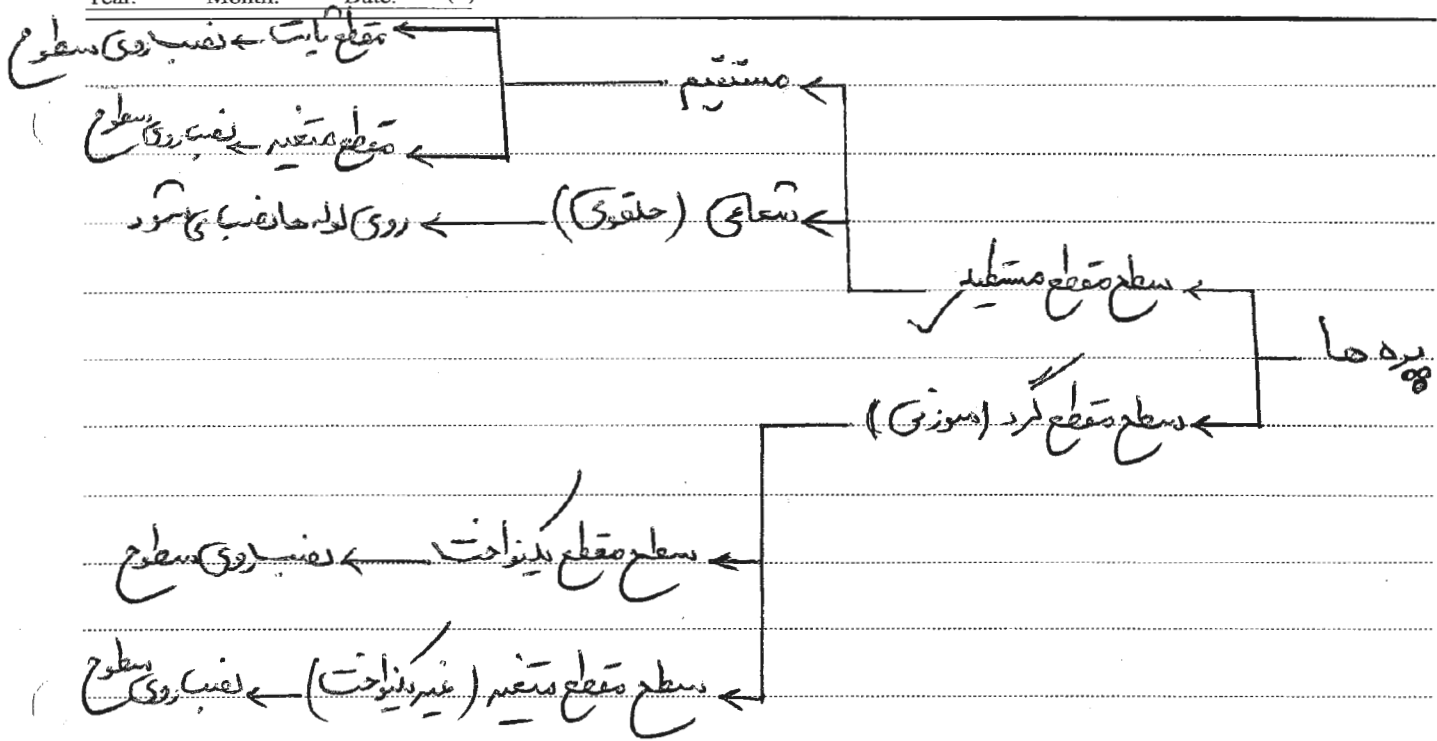 Year: Month: Date: ( )
مقطع ثابت ← نصب روی سطوح
مستقیم
مقطع متغیر ← نصب روی سطوح
شعاعی (حلقوی) ← روی لوله ها نصب می شود
سطح مقطع مستطیل
پره ها
سطح مقطع گرد (سوزنی)
سطح مقطع یکنواخت ← نصب روی سطوح
سطح مقطع متغیر (غیر یکنواخت) ← نصب روی سطوح